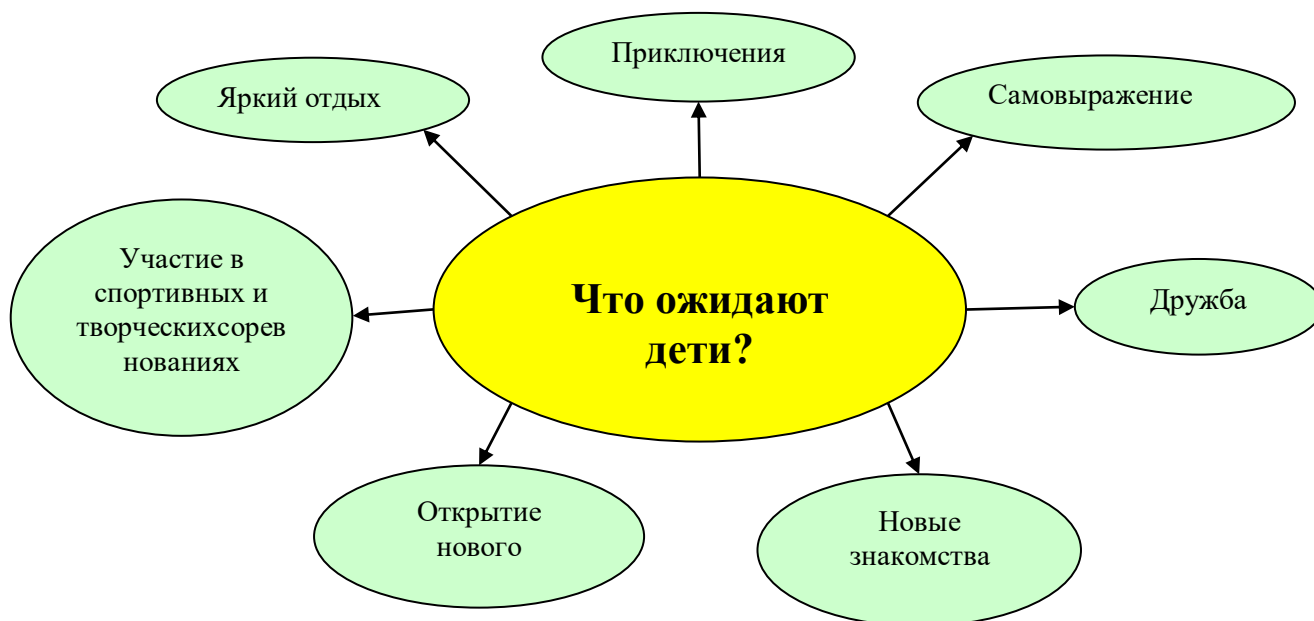 Приключения
Яркий отдых
Самовыражение
Участие в
спортивных и
творческихсорев
нованиях
Что ожидают
дети?
Дружба
Открытие
нового
Новые
знакомства